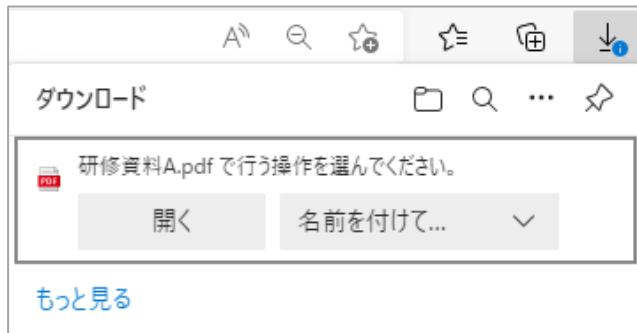 ダウンロード
研修資料A.pdf で行う操作を選んでください。
PDF
開く
名前を付けて...
もっと見る